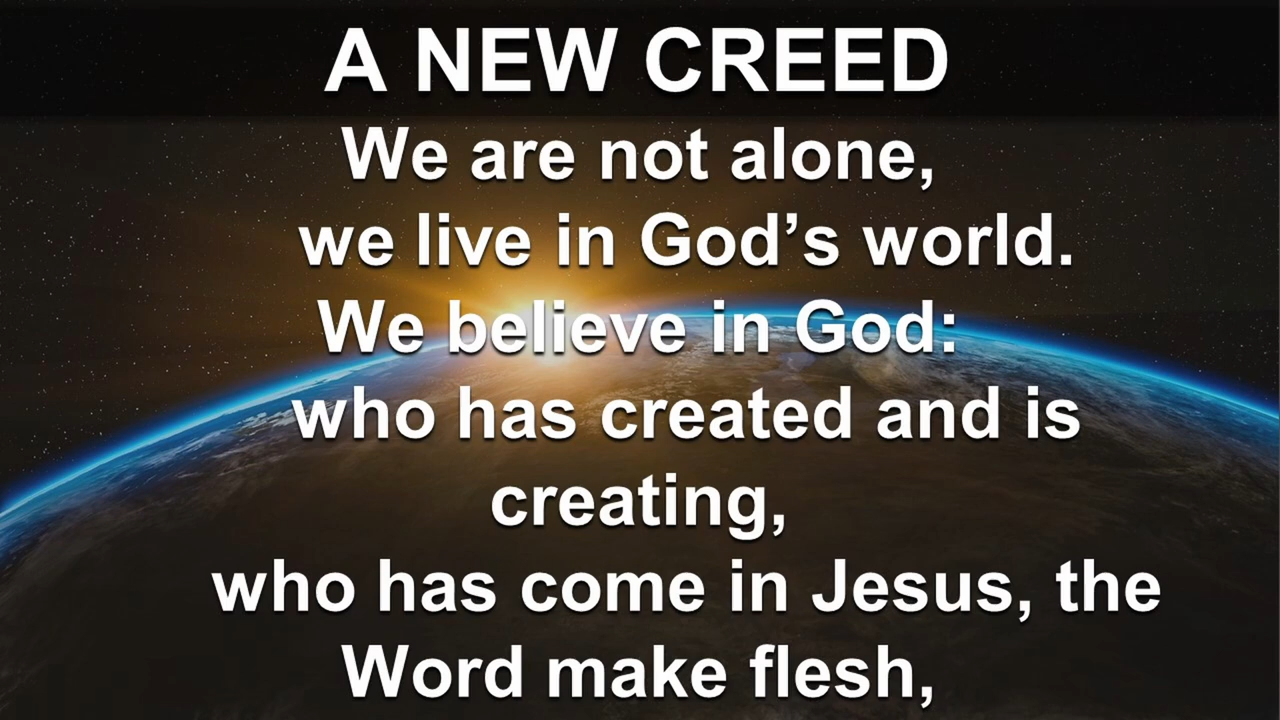 A NEW CREED
We are not alone,
we live in God’s world.
We believe in God:
who has created and is
creating,
who has come in Jesus, the
Word make flesh,